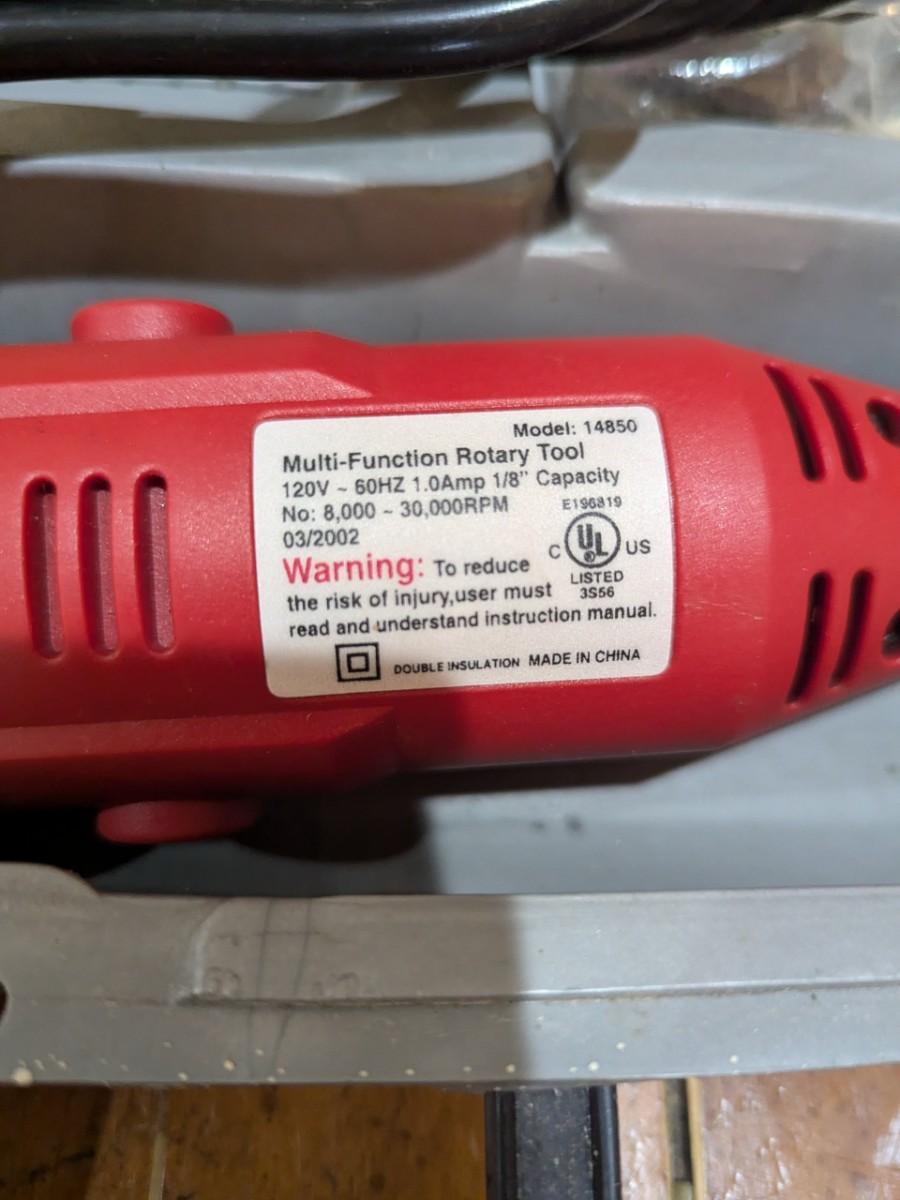 Model: 14850
Multi-Function Rotary Tool
120V ~ 60HZ 1.0Amp 1/8" Capacity
No: 8,000 ~ 30,000RPM
E196819
03/2002
C UL ® US
LISTED
3S56
Warning: To reduce
the risk of injury,user must
read and understand instruction manual.
DOUBLE INSULATION MADE IN CHINA